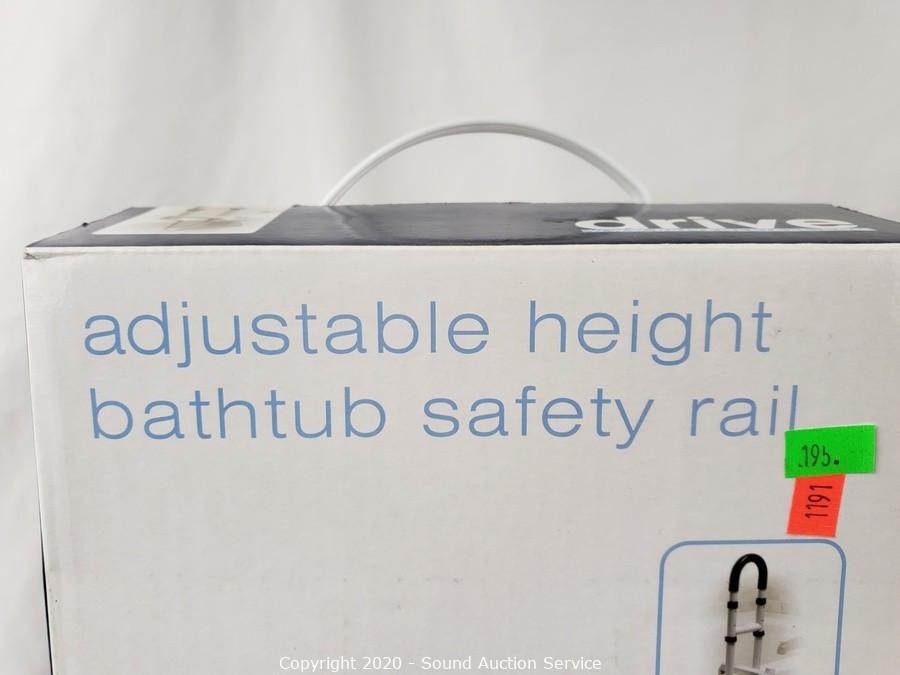 drive
adjustable height
bathtub safety rail
.195.
1191
Copyright 2020 - Sound Auction Service